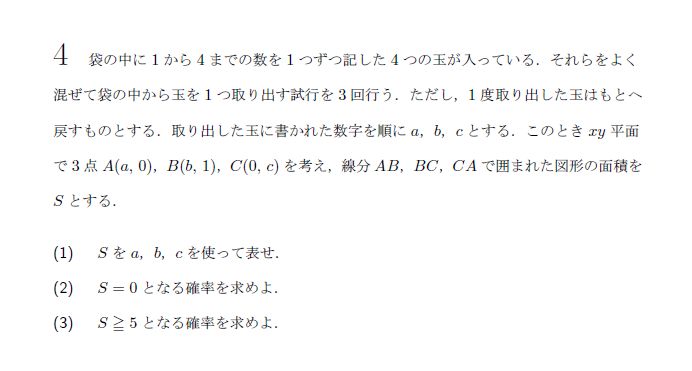 4 袋の中に 1 から 4 までの数を 1 つずつ記した 4 つの玉が入っている．それらをよく
混ぜて袋の中から玉を 1 つ取り出す試行を 3 回行う．ただし，1 度取り出した玉はもとへ
戻すものとする．取り出した玉に書かれた数字を順に a，b，c とする．このとき xy 平面
で 3 点 A(a, 0)，B(b, 1)，C(0, c) を考え，線分 AB，BC，CA で囲まれた図形の面積を
S とする．
(1) S を a，b，c を使って表せ．
(2) S = 0 となる確率を求めよ．
(3) S ≧ 5 となる確率を求めよ．